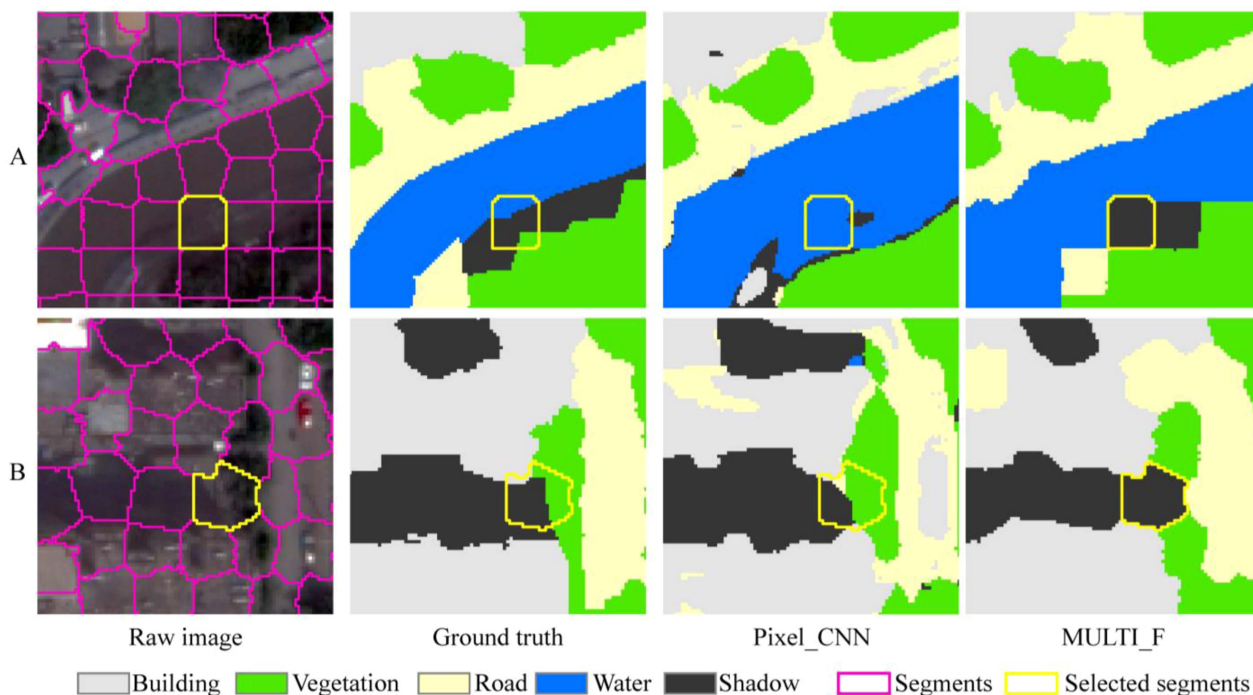 A
B
Raw image Ground truth Pixel_CNN MULTI_F
Building Vegetation Road Water Shadow Segments Selected segments